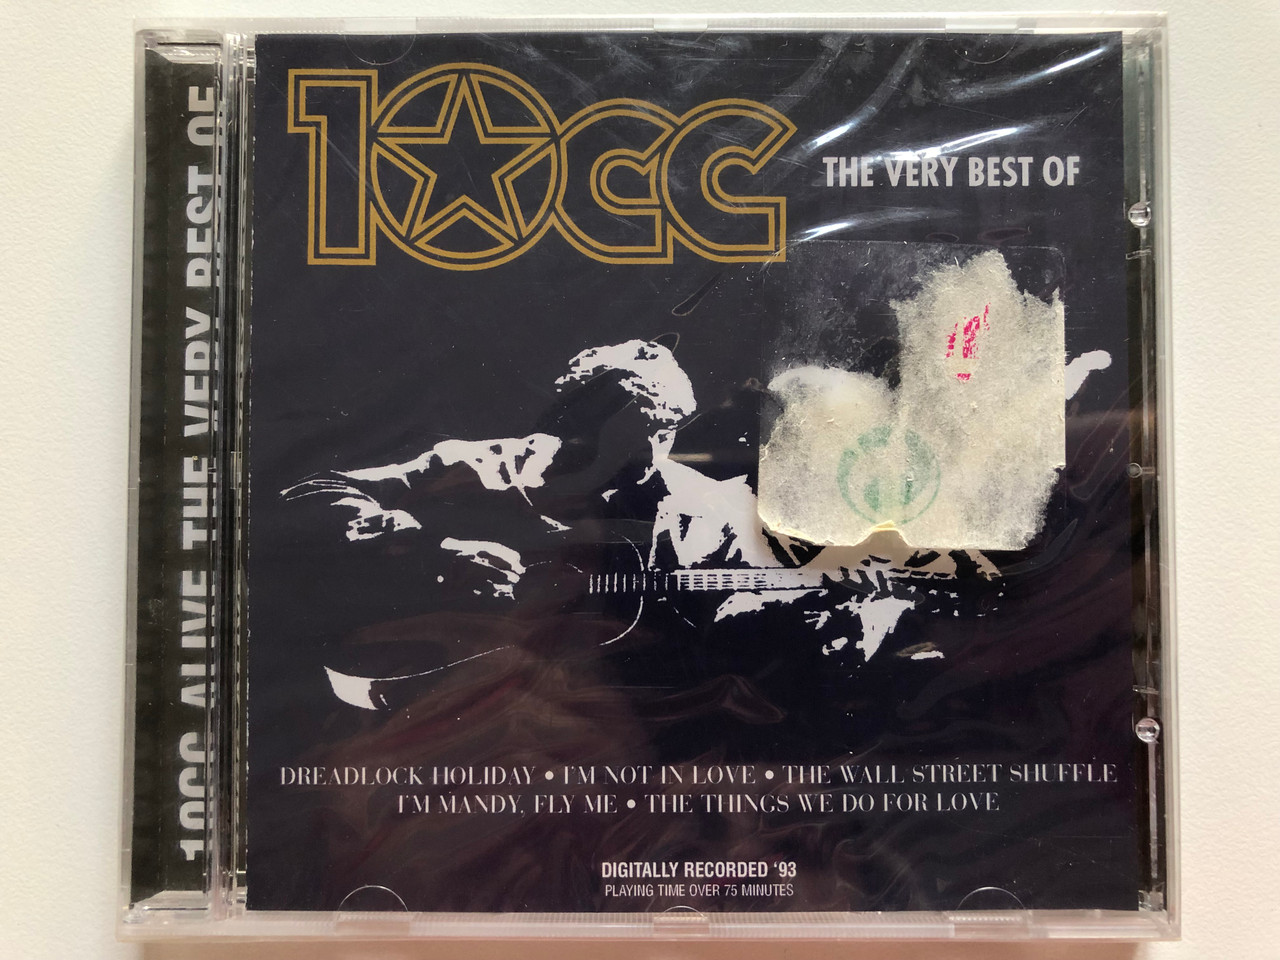 10CC ALIVE THE VERY BEST OF
10cc
THE VERY BEST OF
DREADLOCK HOLIDAY • I'M NOT IN LOVE • THE WALL STREET SHUFFLE
I'M MANDY, FLY ME • THE THINGS WE DO FOR LOVE
DIGITALLY RECORDED '93
PLAYING TIME OVER 75 MINUTES